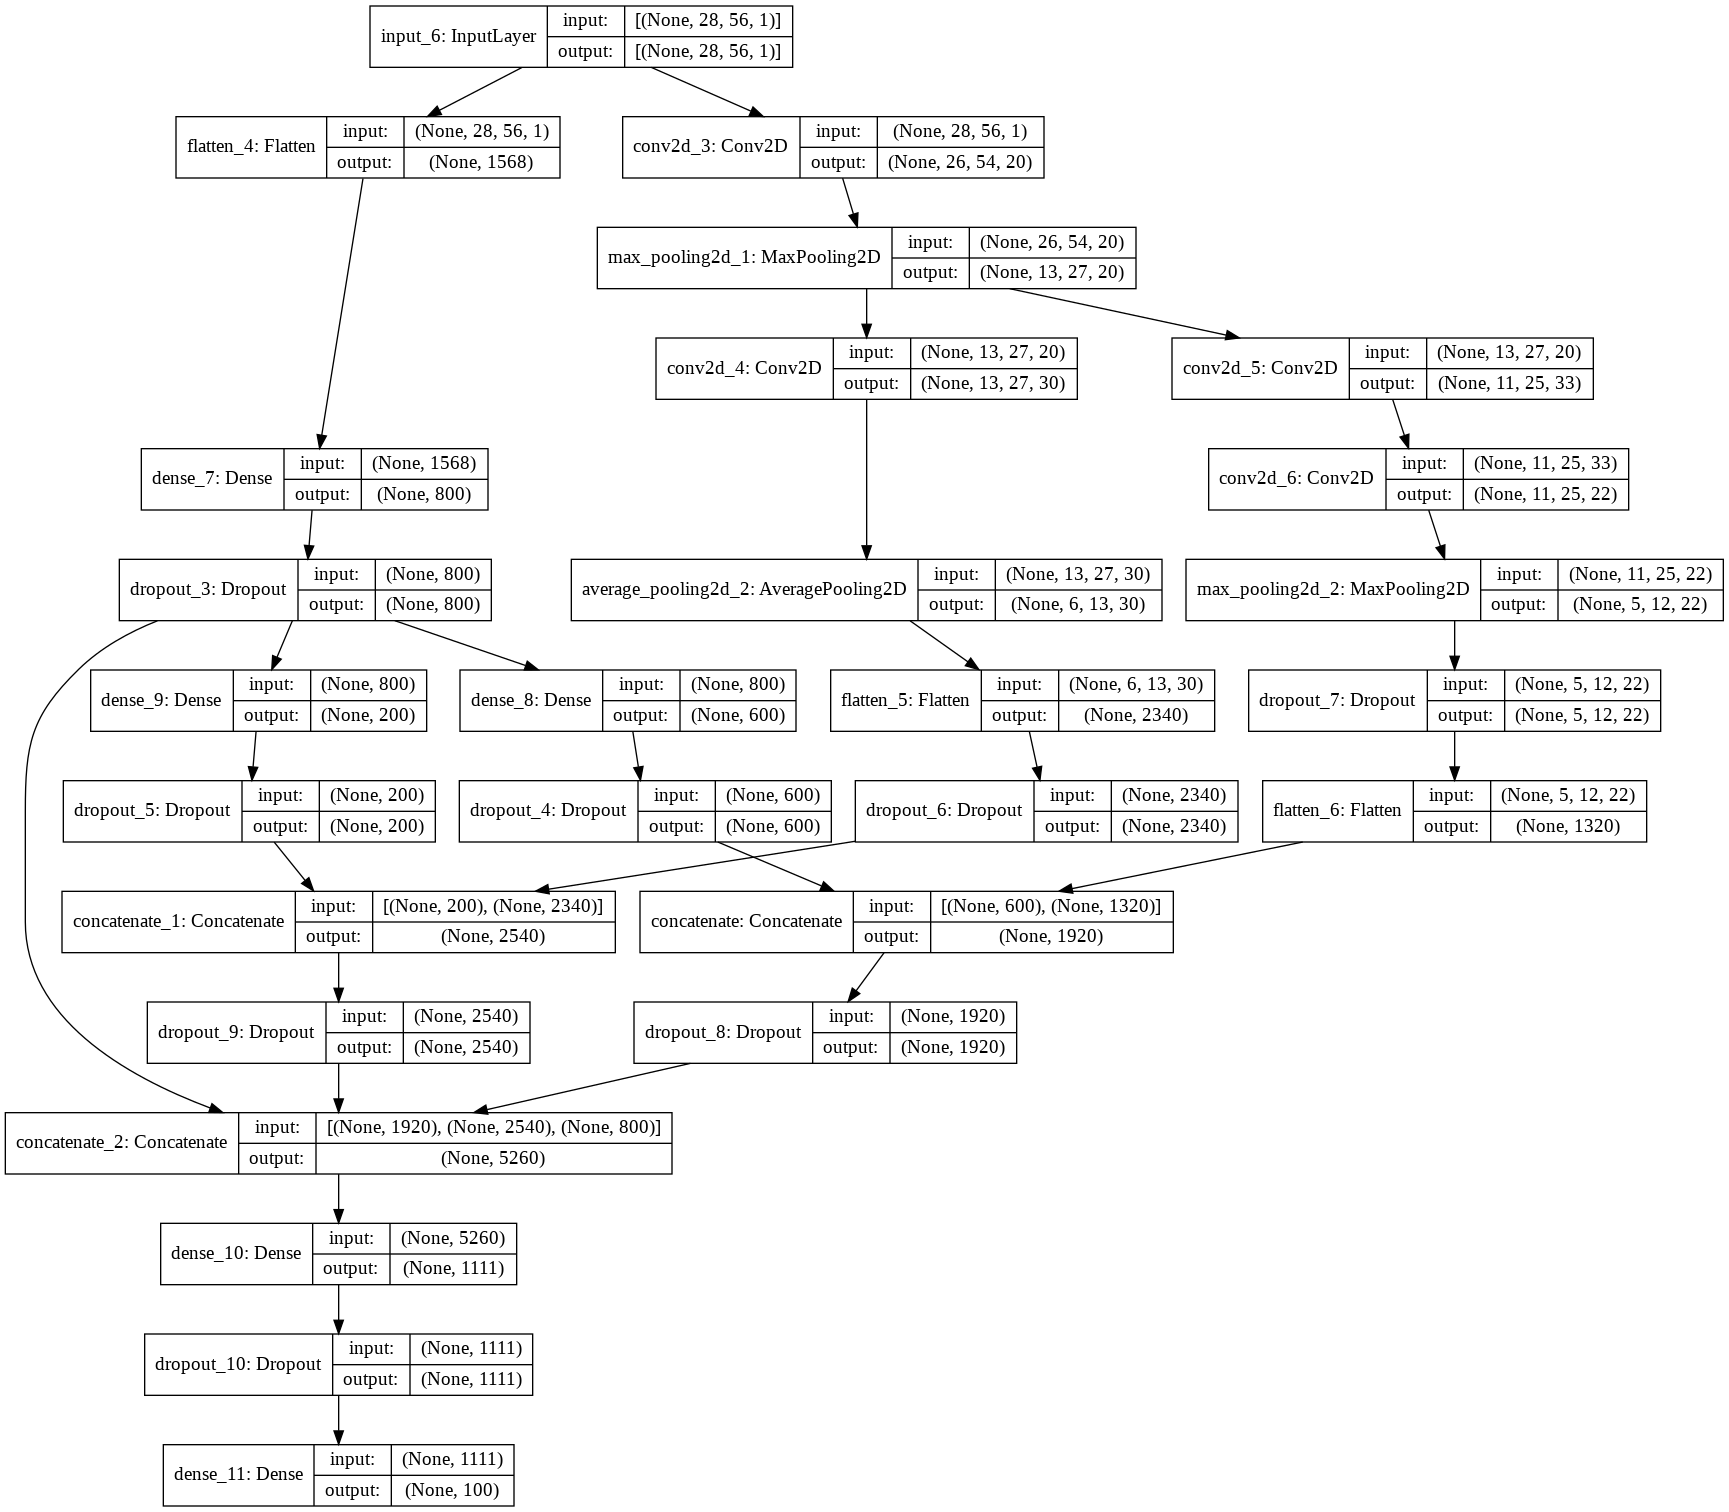 input_6: InputLayer
input: [(None, 28, 56, 1)]
output: [(None, 28, 56, 1)]
flatten_4: Flatten
input: (None, 28, 56, 1)
output: (None, 1568)
conv2d_3: Conv2D
input: (None, 28, 56, 1)
output: (None, 26, 54, 20)
max_pooling2d_1: MaxPooling2D
input: (None, 26, 54, 20)
output: (None, 13, 27, 20)
conv2d_4: Conv2D
input: (None, 13, 27, 20)
output: (None, 13, 27, 30)
conv2d_5: Conv2D
input: (None, 13, 27, 20)
output: (None, 11, 25, 33)
dense_7: Dense
input: (None, 1568)
output: (None, 800)
conv2d_6: Conv2D
input: (None, 11, 25, 33)
output: (None, 11, 25, 22)
dropout_3: Dropout
input: (None, 800)
output: (None, 800)
average_pooling2d_2: AveragePooling2D
input: (None, 13, 27, 30)
output: (None, 6, 13, 30)
max_pooling2d_2: MaxPooling2D
input: (None, 11, 25, 22)
output: (None, 5, 12, 22)
dense_9: Dense
input: (None, 800)
output: (None, 200)
dense_8: Dense
input: (None, 800)
output: (None, 600)
flatten_5: Flatten
input: (None, 6, 13, 30)
output: (None, 2340)
dropout_7: Dropout
input: (None, 5, 12, 22)
output: (None, 5, 12, 22)
dropout_5: Dropout
input: (None, 200)
output: (None, 200)
dropout_4: Dropout
input: (None, 600)
output: (None, 600)
dropout_6: Dropout
input: (None, 2340)
output: (None, 2340)
flatten_6: Flatten
input: (None, 5, 12, 22)
output: (None, 1320)
concatenate_1: Concatenate
input: [(None, 200), (None, 2340)]
output: (None, 2540)
concatenate: Concatenate
input: [(None, 600), (None, 1320)]
output: (None, 1920)
dropout_9: Dropout
input: (None, 2540)
output: (None, 2540)
dropout_8: Dropout
input: (None, 1920)
output: (None, 1920)
concatenate_2: Concatenate
input: [(None, 1920), (None, 2540), (None, 800)]
output: (None, 5260)
dense_10: Dense
input: (None, 5260)
output: (None, 1111)
dropout_10: Dropout
input: (None, 1111)
output: (None, 1111)
dense_11: Dense
input: (None, 1111)
output: (None, 100)